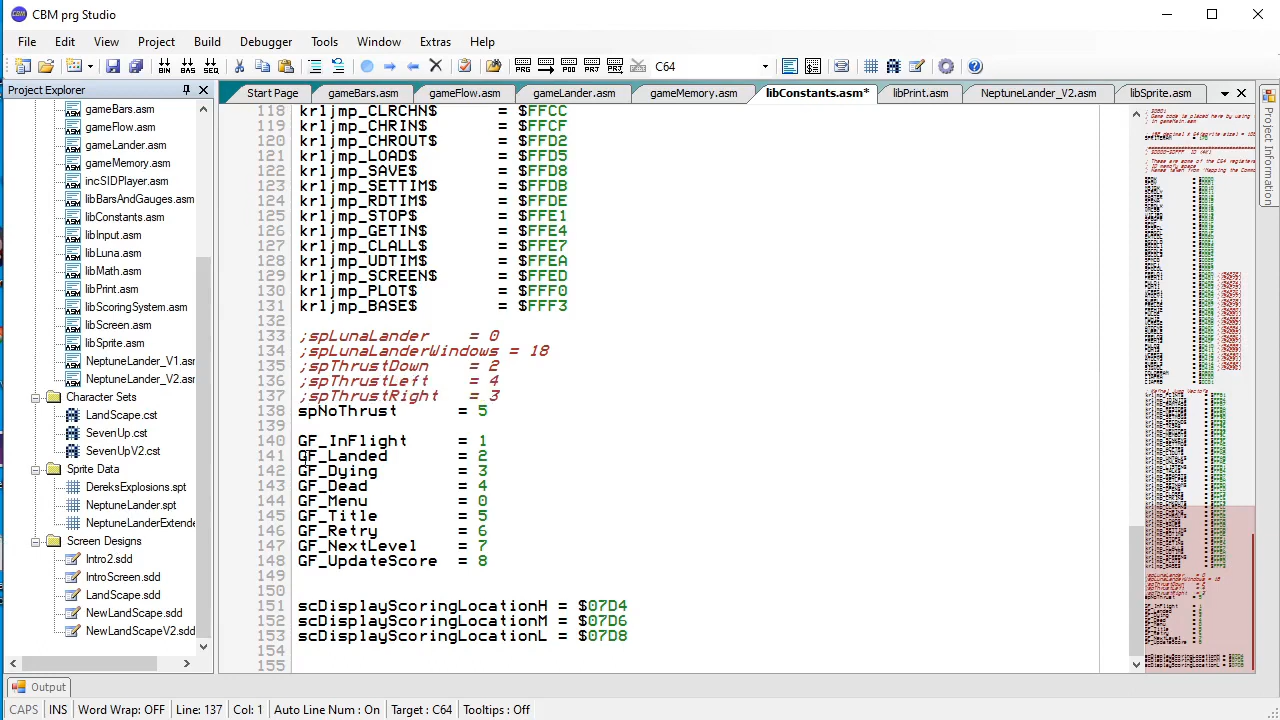 CBM prg Studio
File Edit View Project Build Debugger Tools Window Extras Help
C64
Project Explorer
Start Page gameBars.asm gameFlow.asm gameLander.asm gameMemory.asm libConstants.asm* libPrint.asm NeptuneLander_V2.asm libSprite.asm
gameBars.asm
gameFlow.asm
gameLander.asm
gameMemory.asm
incSIDPlayer.asm
libBarsAndGauges.asm
libConstants.asm
libInput.asm
libLuna.asm
libMath.asm
libPrint.asm
libScoringSystem.asm
libScreen.asm
libSprite.asm
NeptuneLander_V1.asm
NeptuneLander_V2.asm
Character Sets
LandScape.cst
SevenUp.cst
SevenUpV2.cst
Sprite Data
DereksExplosions.spt
NeptuneLander.spt
NeptuneLanderExtende
Screen Designs
Intro2.sdd
IntroScreen.sdd
LandScape.sdd
NewLandScape.sdd
NewLandScapeV2.sdd
118 krljmp_CLRCHN$ = $FFCC
119 krljmp_CHRIN$ = $FFCF
120 krljmp_CHROUT$ = $FFD2
121 krljmp_LOAD$ = $FFD5
122 krljmp_SAVE$ = $FFD8
123 krljmp_SETTIM$ = $FFDB
124 krljmp_RDTIM$ = $FFDE
125 krljmp_STOP$ = $FFE1
126 krljmp_GETIN$ = $FFE4
127 krljmp_CLALL$ = $FFE7
128 krljmp_UDTIM$ = $FFEA
129 krljmp_SCREEN$ = $FFED
130 krljmp_PLOT$ = $FFF0
131 krljmp_BASE$ = $FFF3
132
133 ;spLunaLander = 0
134 ;spLunaLanderWindows = 18
135 ;spThrustDown = 2
136 ;spThrustLeft = 4
137 ;spThrustRight = 3
138 spNoThrust = 5
139
140 GF_InFlight = 1
141 GF_Landed = 2
142 GF_Dying = 3
143 GF_Dead = 4
144 GF_Menu = 0
145 GF_Title = 5
146 GF_Retry = 6
147 GF_NextLevel = 7
148 GF_UpdateScore = 8
149
150
151 scDisplayScoringLocationH = $07D4
152 scDisplayScoringLocationM = $07D6
153 scDisplayScoringLocationL = $07D8
154
155
Project Information
Output
CAPS INS Word Wrap: OFF Line: 137 Col: 1 Auto Line Num : On Target : C64 Tooltips : Off